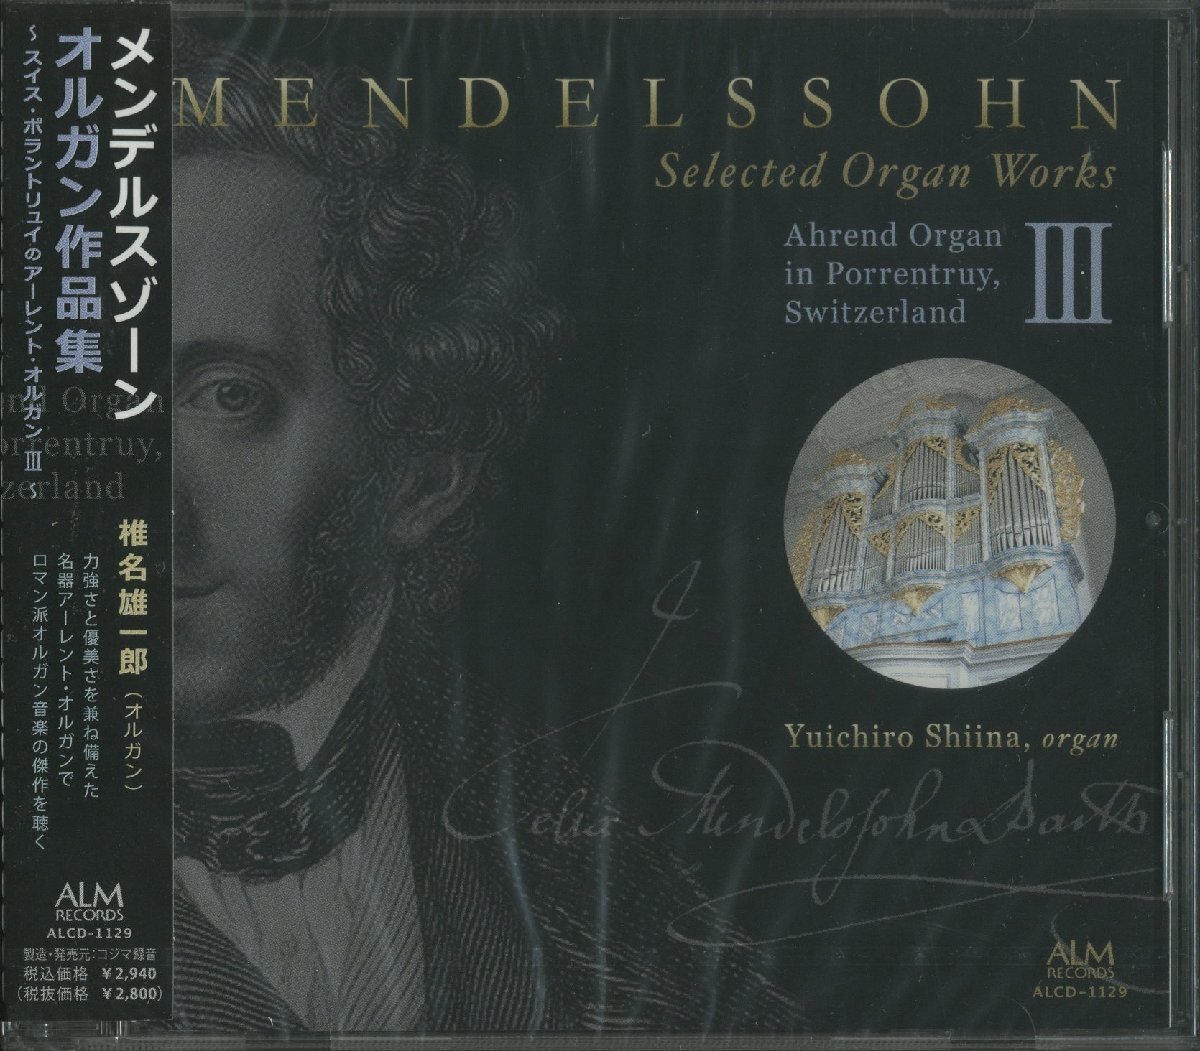 メンデルスゾーン
オルガン作品集
～スイス・ポラントリュイのアーレント・オルガン Ⅲ～
椎名雄一郎(オルガン)
力強さと優美さを兼ね備えた
名器アーレント・オルガンで
ロマン派オルガン音楽の傑作を聴く
ALM
RECORDS
ALCD-1129
製造・発売元:コジマ録音
税込価格 ￥2,940
(税抜価格 ￥2,800)
MENDELSSOHN
Selected Organ Works
Ahrend Organ
in Porrentruy,
Switzerland
III
Yuichiro Shiina, organ
Felix Mendelssohn Bartholdy
ALM
RECORDS
ALCD-1129